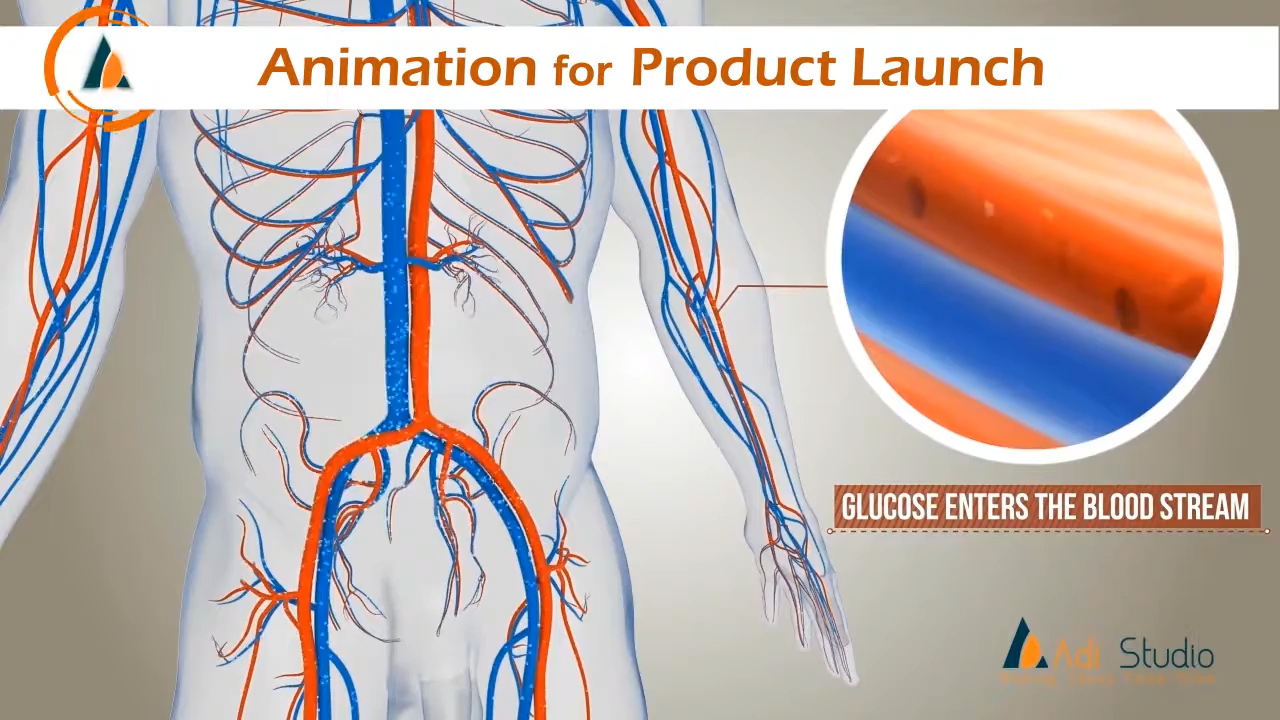 Animation for Product Launch
GLUCOSE ENTERS THE BLOOD STREAM
Adi Studio